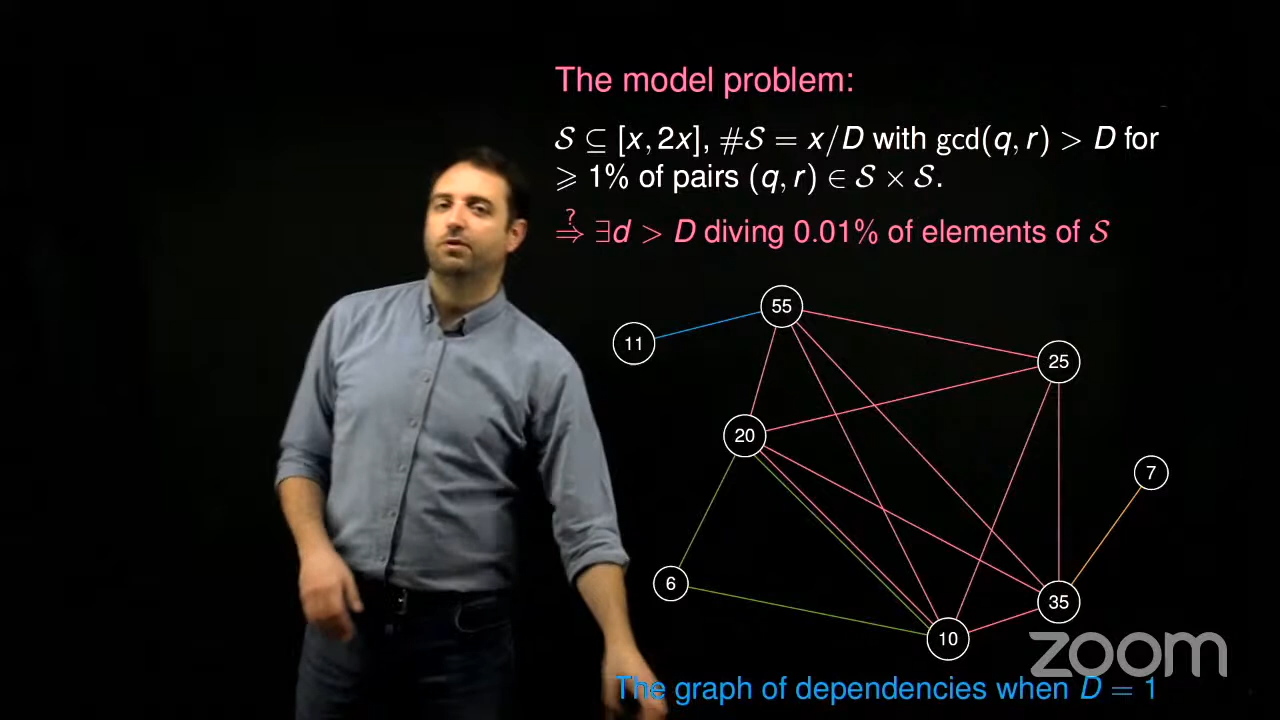 The model problem:
𝒮 ⊆ [x, 2x], #𝒮 = x/D with gcd(q, r) > D for
⩾ 1% of pairs (q, r) ∈ 𝒮 × 𝒮.
?⇒ ∃d > D diving 0.01% of elements of 𝒮
55
11
25
20
7
6
35
10
zoom
The graph of dependencies when D = 1